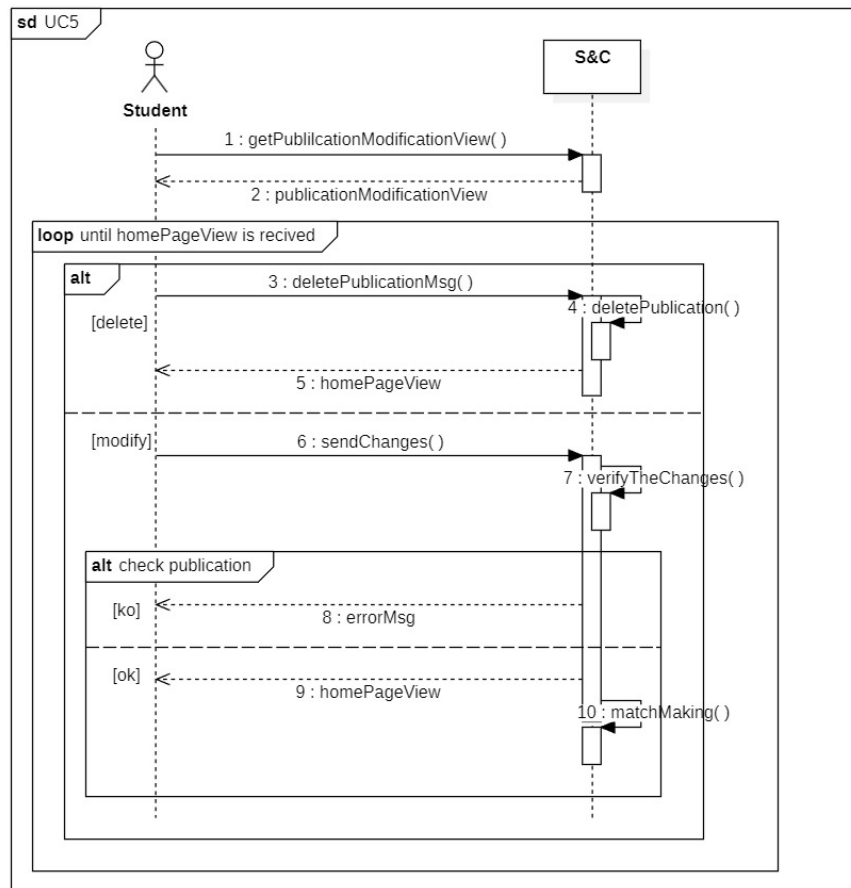 sd UC5
S&C
Student
1 : getPublilcationModificationView( )
2 : publicationModificationView
loop until homePageView is recived
alt
3 : deletePublicationMsg( )
4 : deletePublication( )
[delete]
5 : homePageView
[modify]
6 : sendChanges( )
7 : verifyTheChanges( )
alt check publication
[ko]
8 : errorMsg
[ok]
9 : homePageView
10 : matchMaking( )